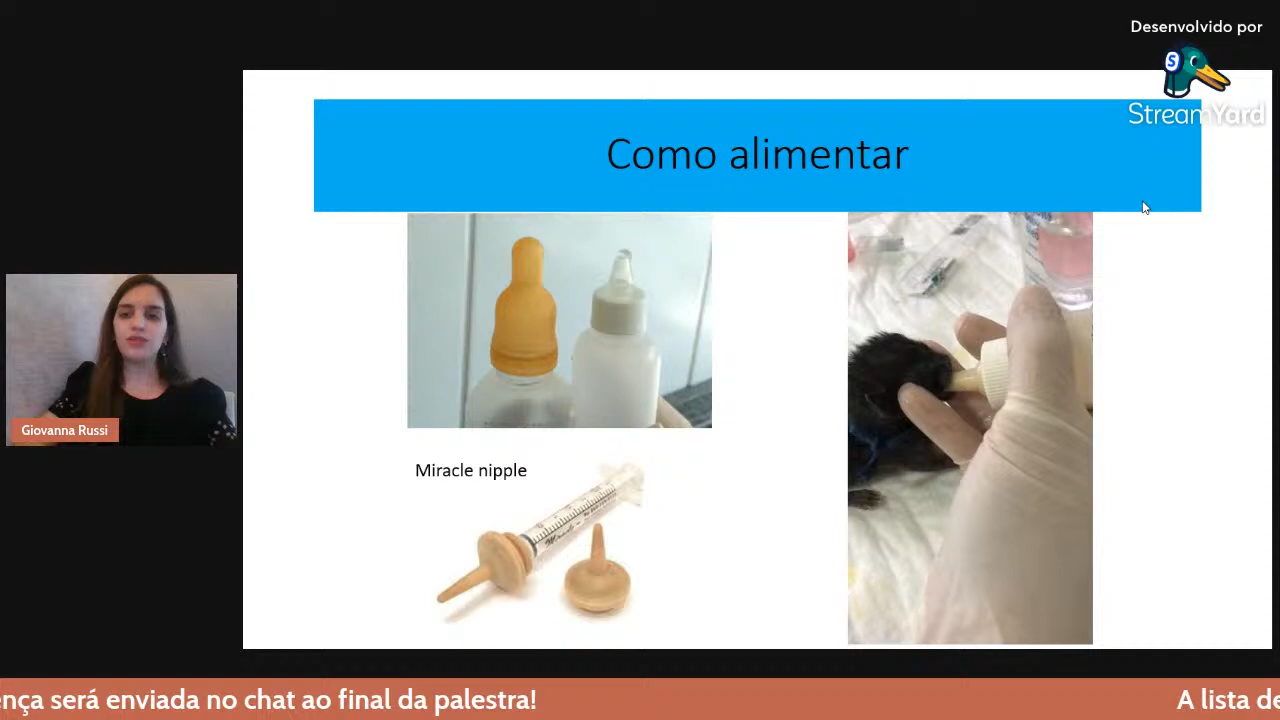 Desenvolvido por
StreamYard
Como alimentar
Giovanna Russi
Miracle nipple
ença será enviada no chat ao final da palestra!
A lista de